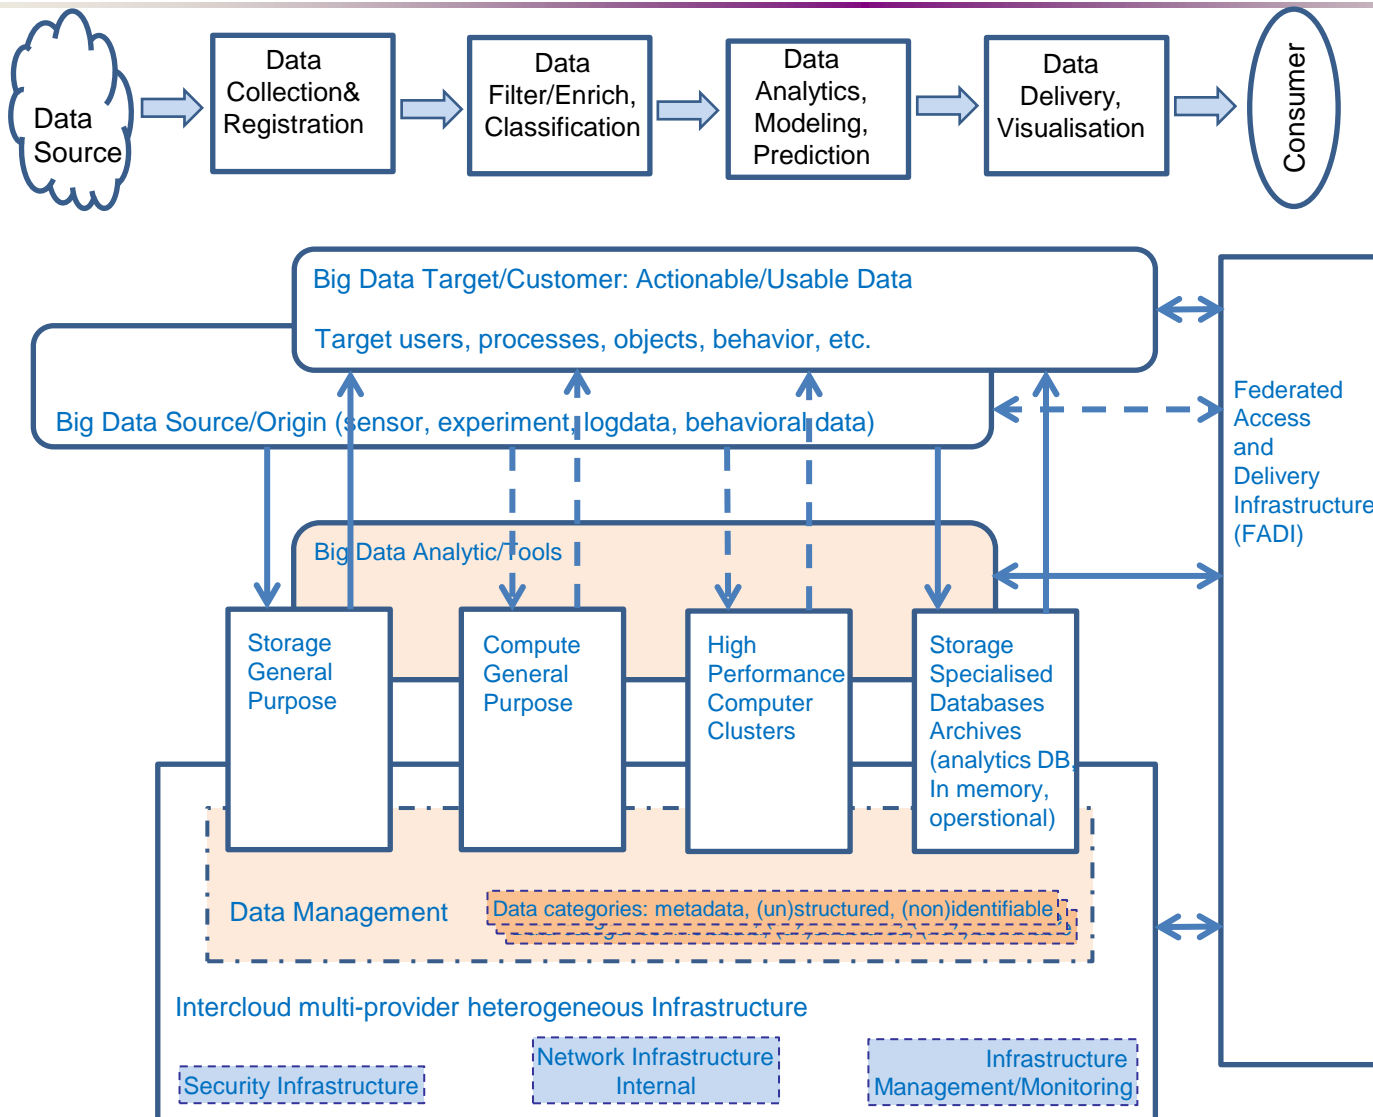 Data
Source
Data
Collection&
Registration
Data
Filter/Enrich,
Classification
Data
Analytics,
Modeling,
Prediction
Data
Delivery,
Visualisation
Consumer
Big Data Target/Customer: Actionable/Usable Data
Target users, processes, objects, behavior, etc.
Big Data Source/Origin (sensor, experiment, logdata, behavioral data)
Federated
Access
and
Delivery
Infrastructure
(FADI)
Big Data Analytic/Tools
Storage
General
Purpose
Compute
General
Purpose
High
Performance
Computer
Clusters
Storage
Specialised
Databases
Archives
(analytics DB,
In memory,
operstional)
Data Management
Data categories: metadata, (un)structured, (non)identifiable
Intercloud multi-provider heterogeneous Infrastructure
Security Infrastructure
Network Infrastructure
Internal
Infrastructure
Management/Monitoring